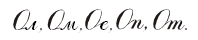 Ол, Ом, Ос, Оп, От.